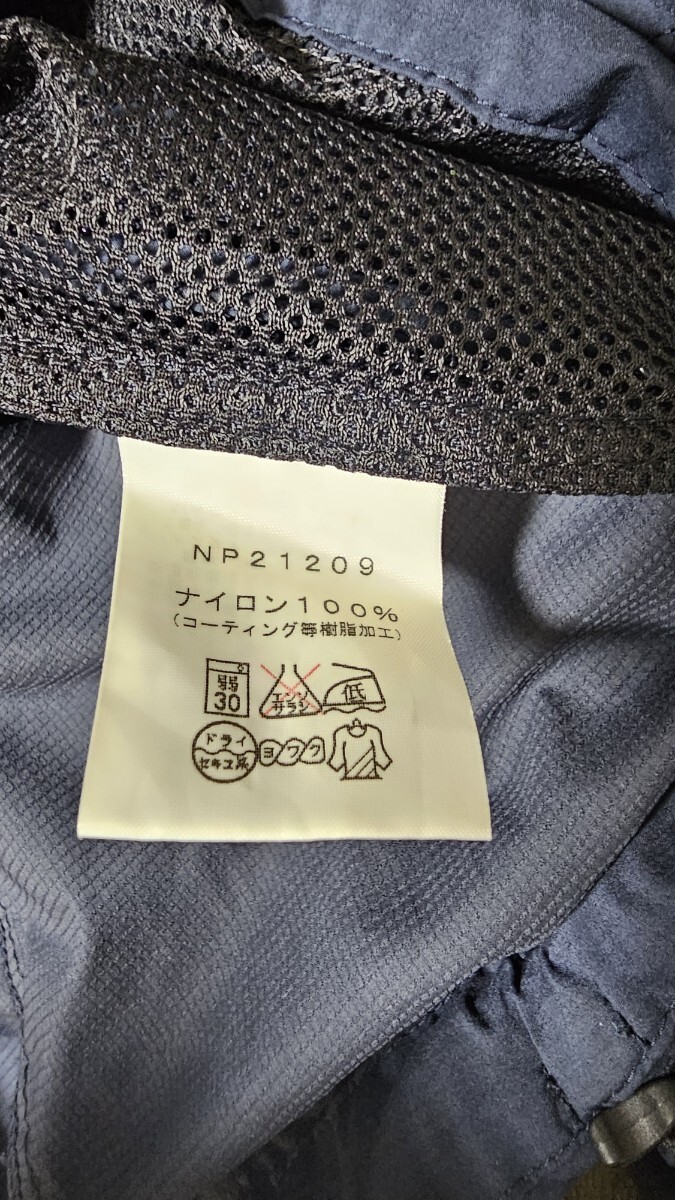 NP21209
ナイロン100%
(コーティング等樹脂加工)
弱
30
エンソ
サラシ
低
ドライ
セキユ系
ヨワク